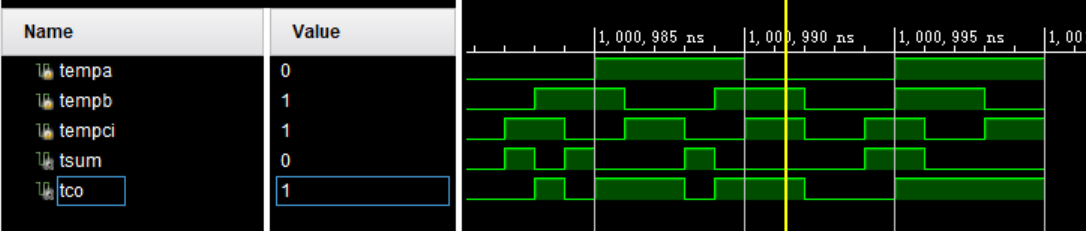 Name Value
1,000,985 ns 1,000,990 ns 1,000,995 ns 1,00
tempa 0
tempb 1
tempci 1
tsum 0
tco 1